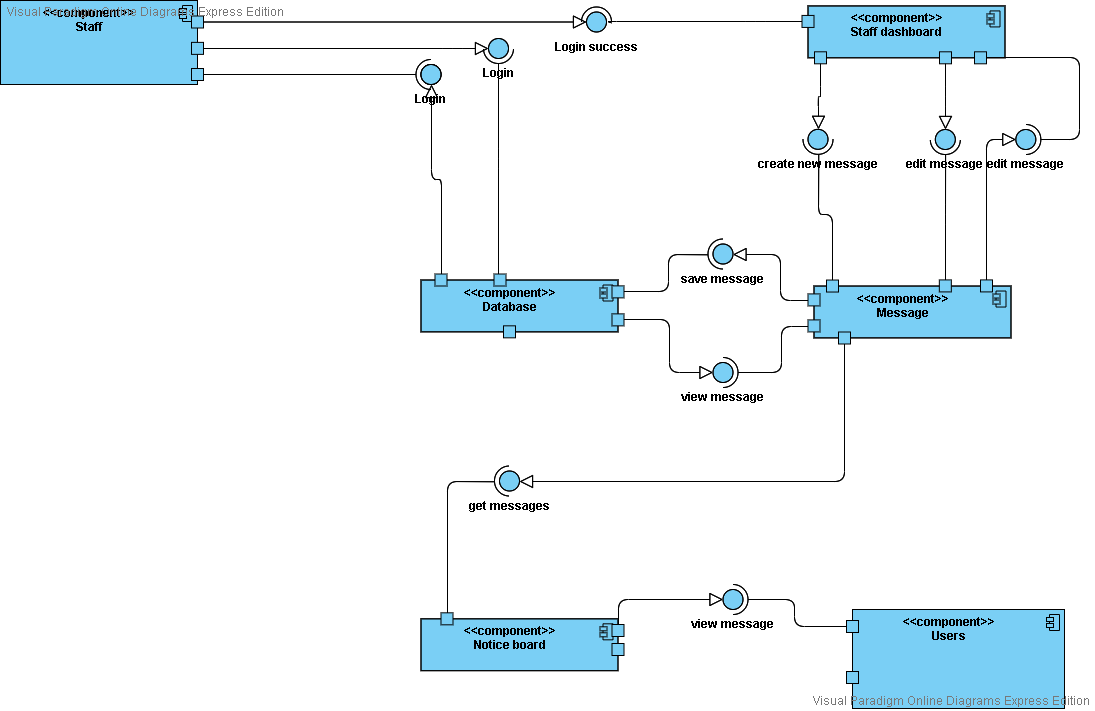 Visual Paradigm Online Diagrams Express Edition
<<component>>
Staff
Login success
<<component>>
Staff dashboard
Login
Login
create new message
edit message
edit message
save message
<<component>>
Database
<<component>>
Message
view message
get messages
view message
<<component>>
Notice board
<<component>>
Users
Visual Paradigm Online Diagrams Express Edition